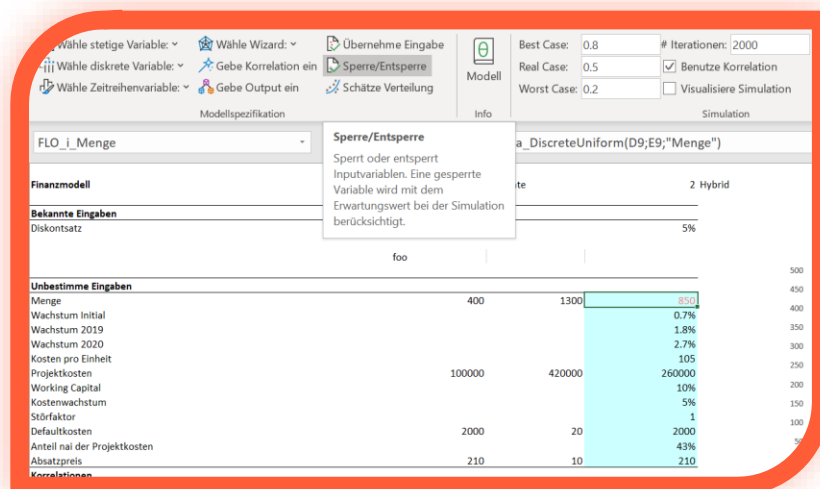 Wähle stetige Variable:
Wähle Wizard:
Übernehme Eingabe
Best Case: 0.8
# Iterationen: 2000
Wähle diskrete Variable:
Gebe Korrelation ein
Sperre/Entsperre
Modell
Real Case: 0.5
Benutze Korrelation
Wähle Zeitreihenvariable:
Gebe Output ein
Schätze Verteilung
Worst Case: 0.2
Visualisiere Simulation
Modellspezifikation
Info
Simulation
FLO_i_Menge
a_DiscreteUniform(D9;E9;"Menge")
Sperre/Entsperre
Sperrt oder entsperrt
Inputvariablen. Eine gesperrte
Variable wird mit dem
Erwartungswert bei der Simulation
berücksichtigt.
Finanzmodell
2 Hybrid
Bekannte Eingaben
Diskontsatz 5%
foo
Unbestimme Eingaben
Menge 400 1300 850
Wachstum Initial 0.7%
Wachstum 2019 1.8%
Wachstum 2020 2.7%
Kosten pro Einheit 105
Projektkosten 100000 420000 260000
Working Capital 10%
Kostenwachstum 5%
Störfaktor 1
Defaultkosten 2000 20 2000
Anteil nai der Projektkosten 43%
Absatzpreis 210 10 210
Korrelationen
500
450
400
350
300
250
200
150
100